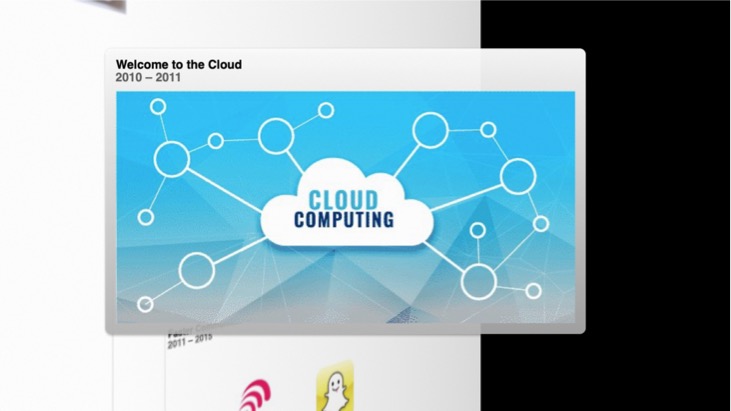 Welcome to the Cloud
2010 – 2011
CLOUD
COMPUTING
2011 – 2015